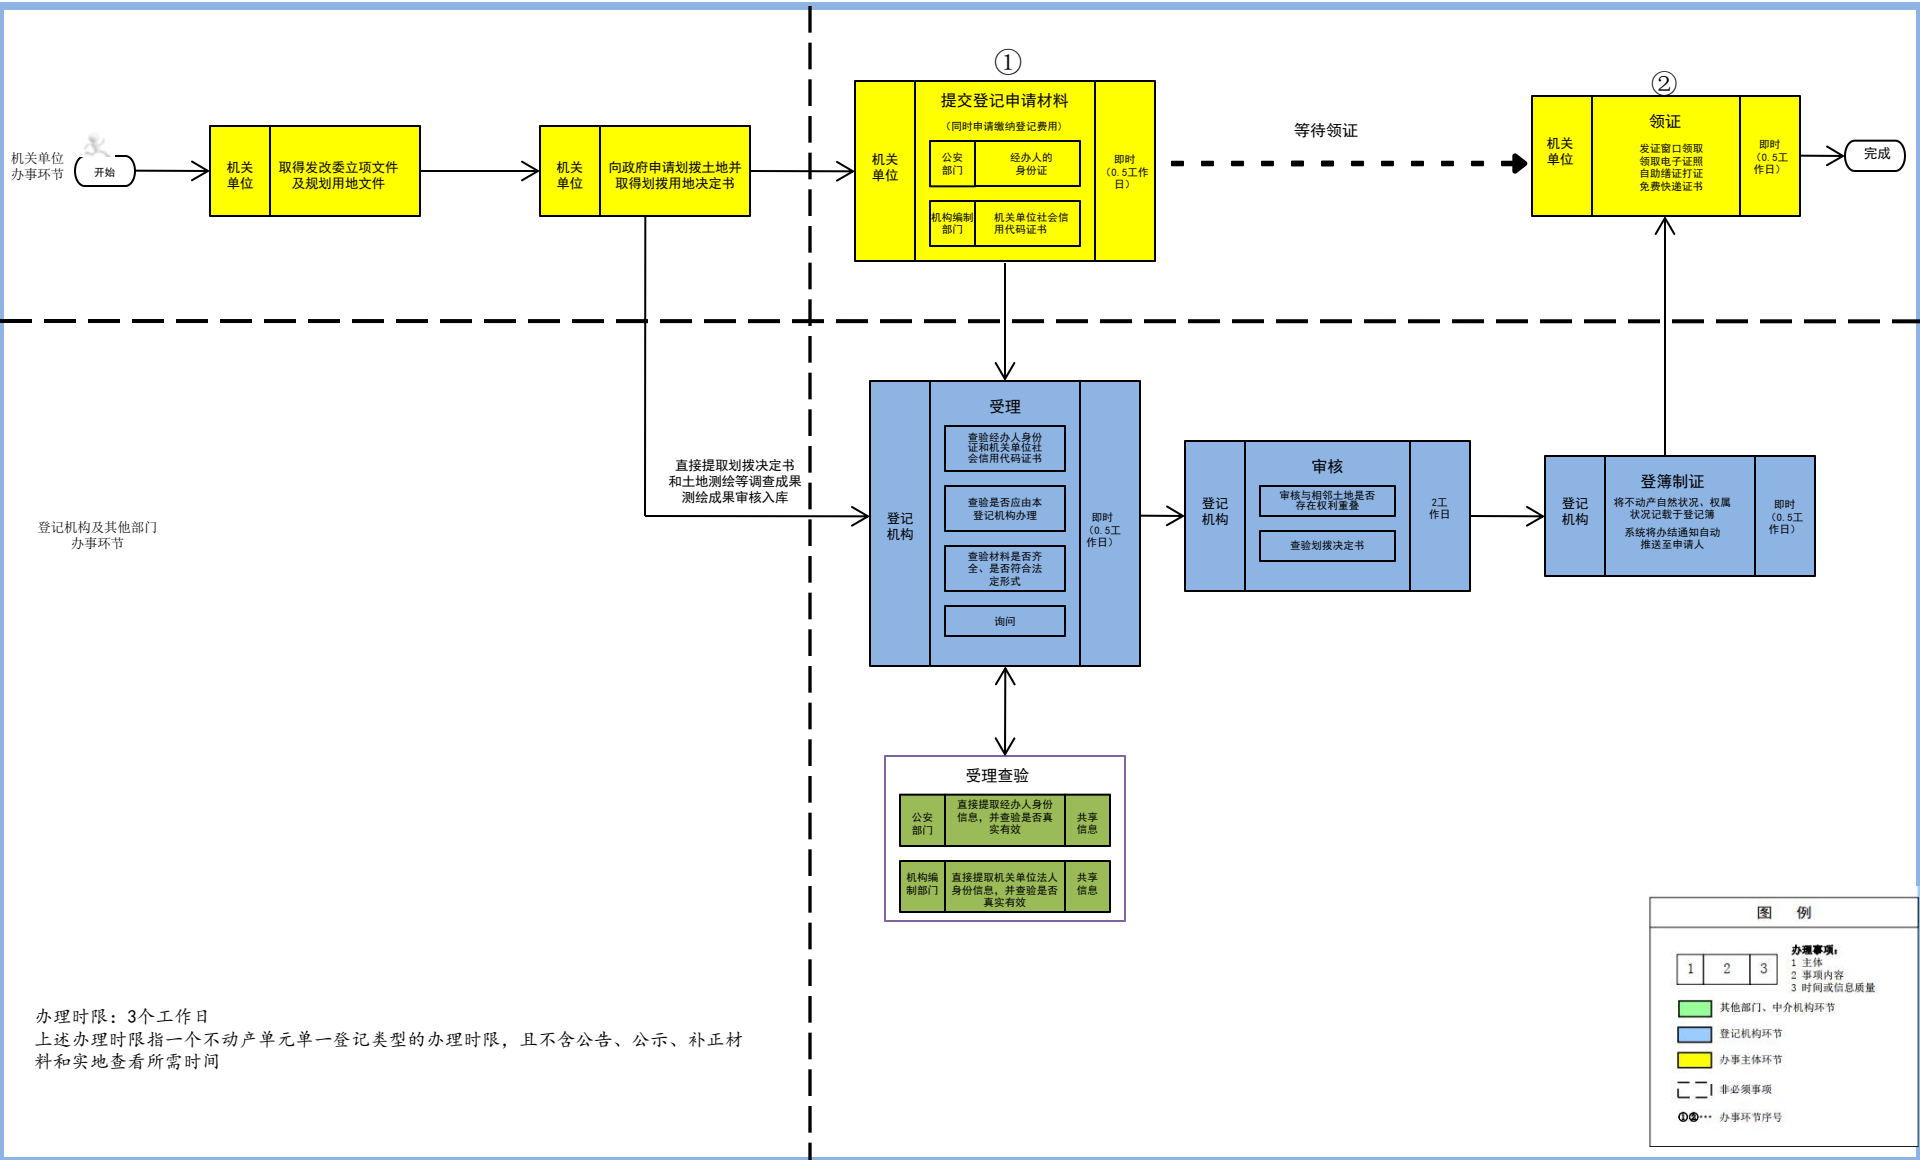 机关单位
办事环节
开始
机关
单位
取得发改委立项文件
及规划用地文件
机关
单位
向政府申请划拨土地并
取得划拨用地决定书
①
机关
单位
提交登记申请材料
（同时申请缴纳登记费用）
公安
部门
经办人的
身份证
机构编制
部门
机关单位社会信
用代码证书
即时
（0.5工作
日）
等待领证
②
机关
单位
领证
发证窗口领取
领取电子证照
自助缮证打证
免费快递证书
即时
（0.5工
作日）
完成
登记机构及其他部门
办事环节
直接提取划拨决定书
和土地测绘等调查成果
测绘成果审核入库
登记
机构
受理
查验经办人身份
证和机关单位社
会信用代码证书
查验是否应由本
登记机构办理
查验材料是否齐
全、是否符合法
定形式
询问
即时
（0.5工
作日）
登记
机构
审核
审核与相邻土地是否
存在权利重叠
查验划拨决定书
2工
作日
登记
机构
登簿制证
将不动产自然状况、权属
状况记载于登记簿
系统将办结通知自动
推送至申请人
即时
（0.5工
作日）
受理查验
公安
部门
直接提取经办人身份
信息，并查验是否真
实有效
共享
信息
机构编
制部门
直接提取机关单位法人
身份信息，并查验是否
真实有效
共享
信息
办理时限：3个工作日
上述办理时限指一个不动产单元单一登记类型的办理时限，且不含公告、公示、补正材
料和实地查看所需时间
图 例
1 2 3
办理事项：
1 主体
2 事项内容
3 时间或信息质量
其他部门、中介机构环节
登记机构环节
办事主体环节
非必须事项
①②… 办事环节序号